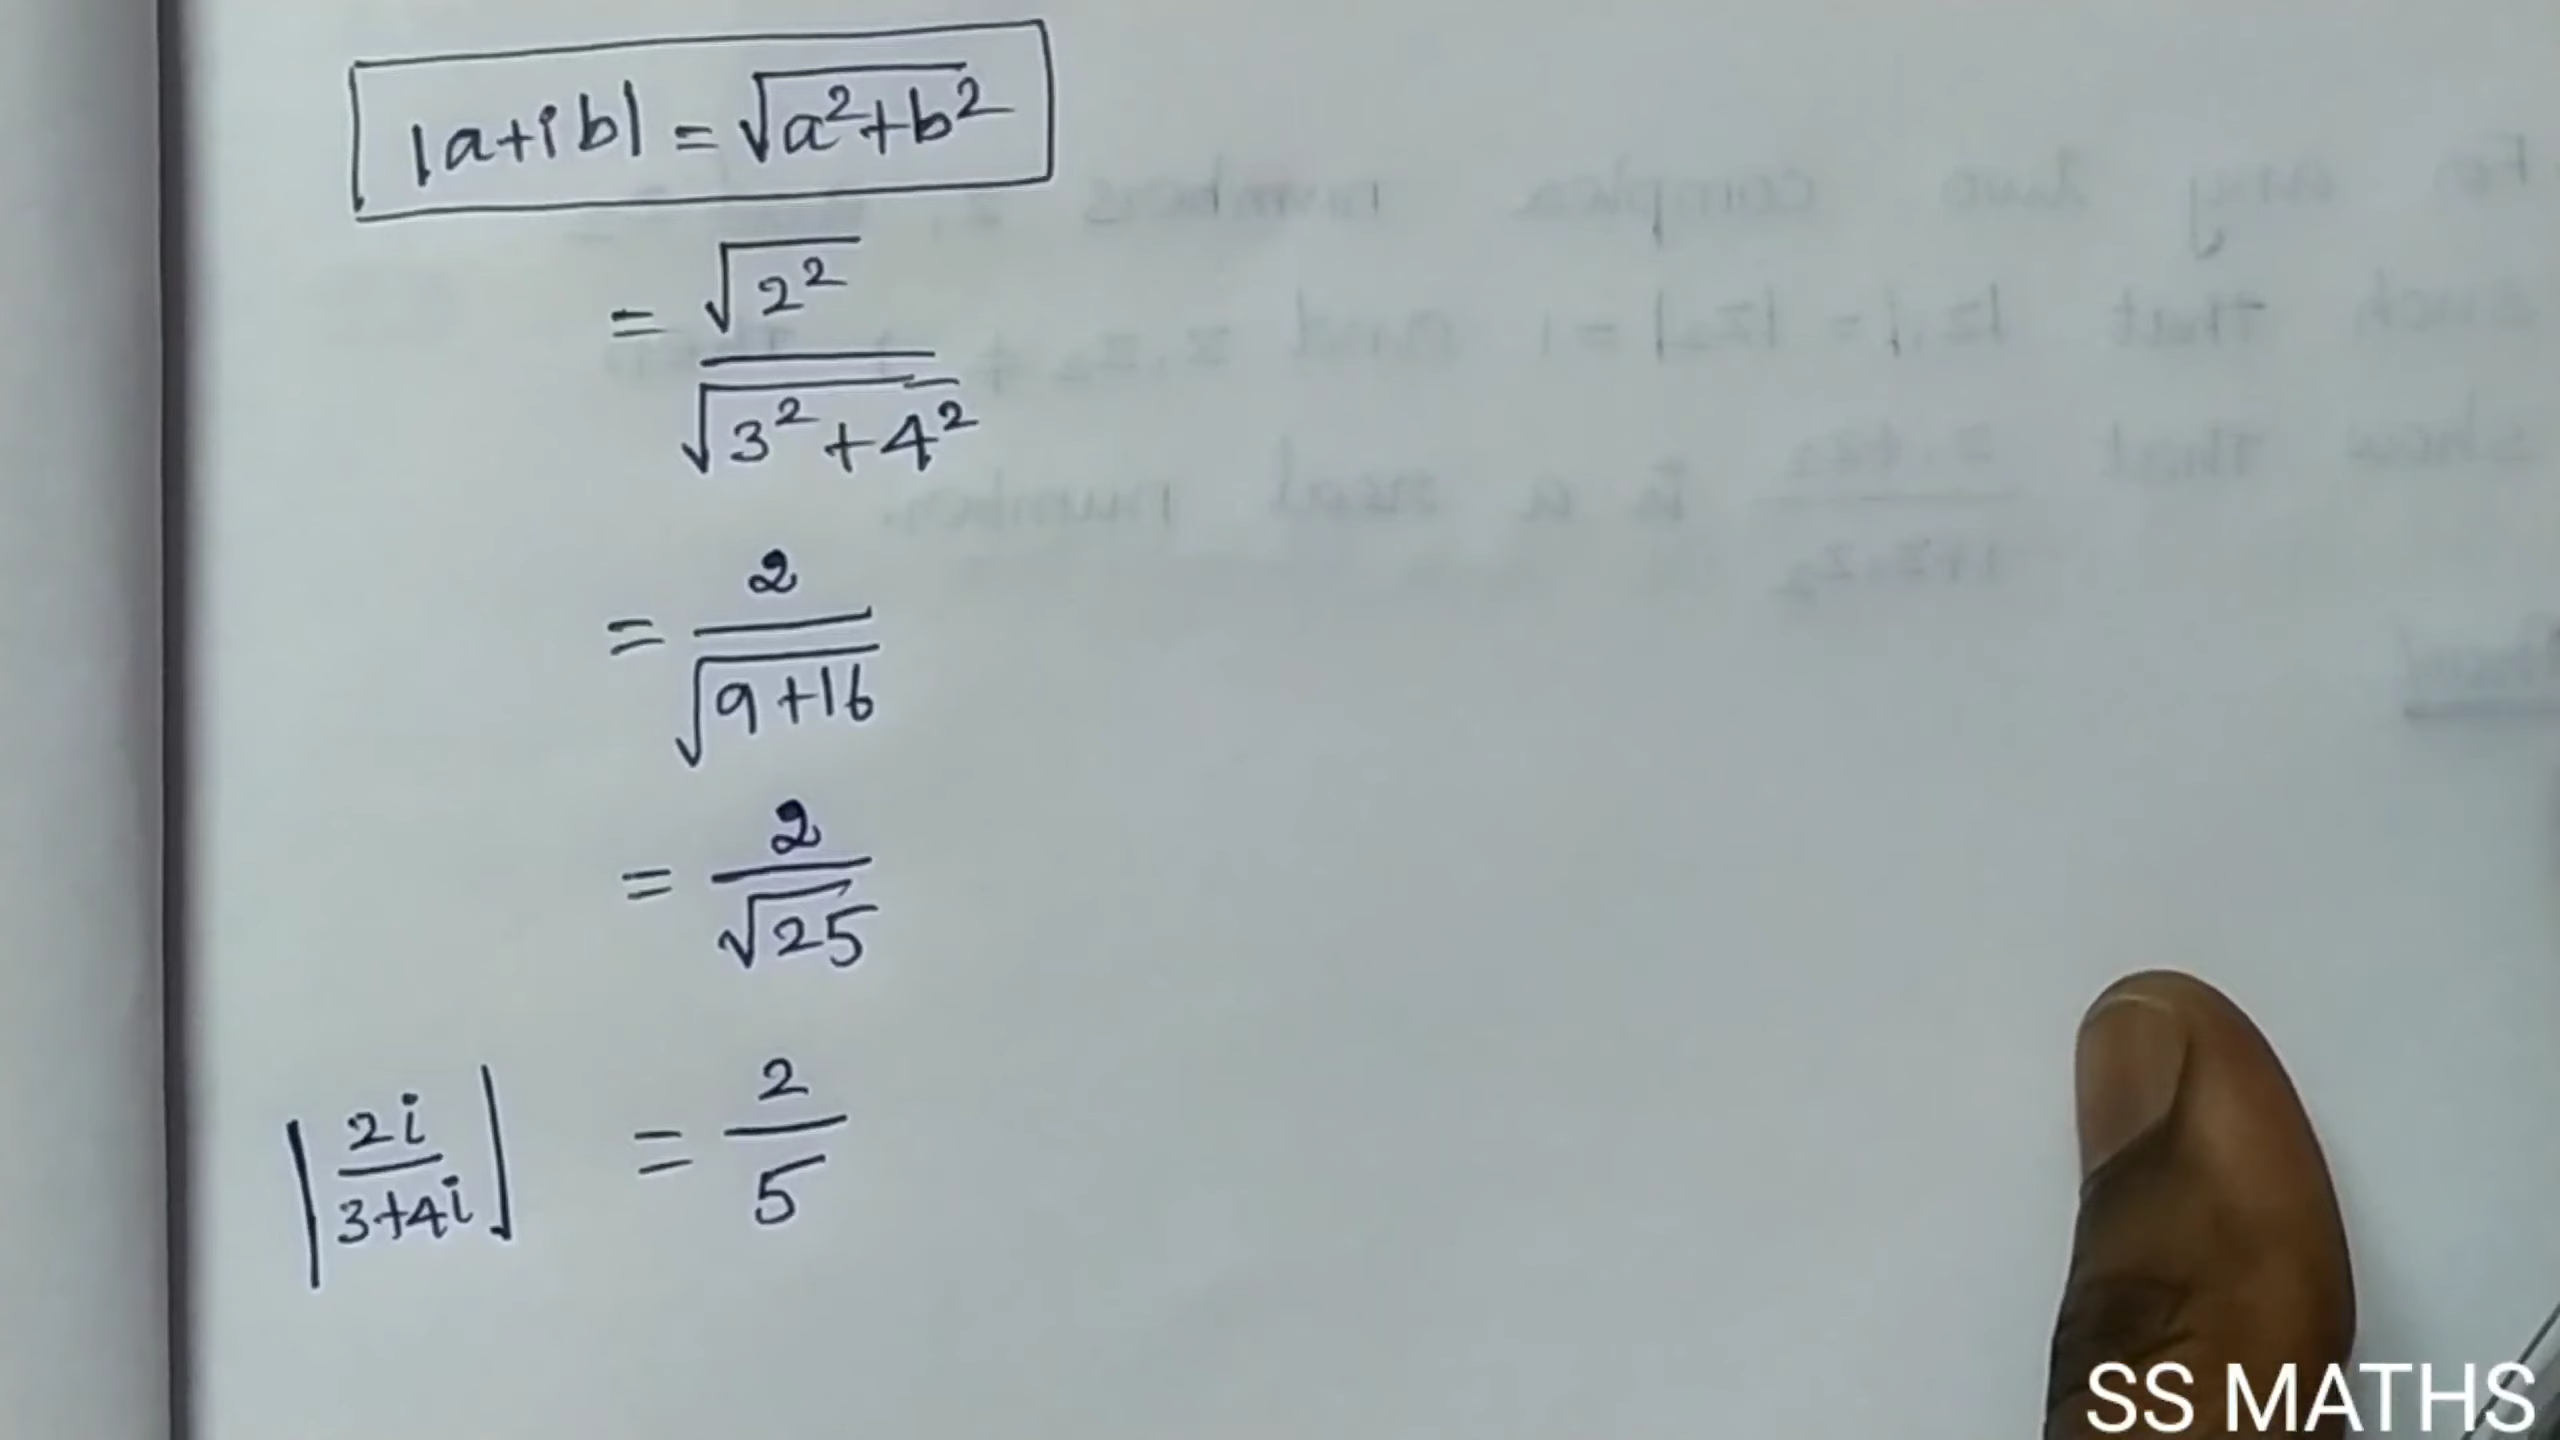 |a+ib| = √a²+b²
= √2² / √3²+4²
= 2 / √9+16
= 2 / √25
|2i / 3+4i| = 2 / 5
SS MATHS